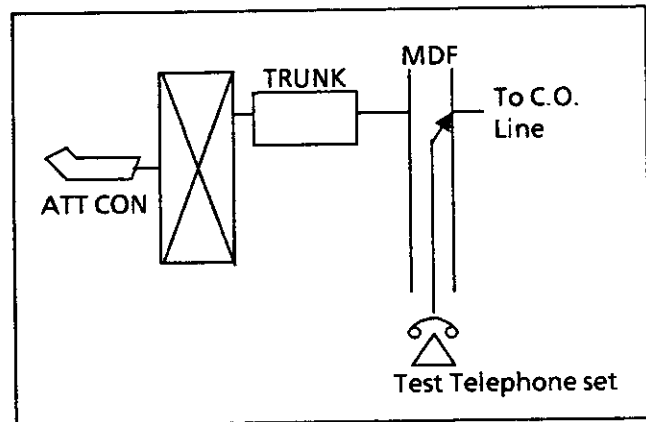 MDF
TRUNK
To C.O.
Line
ATT CON
Test Telephone set